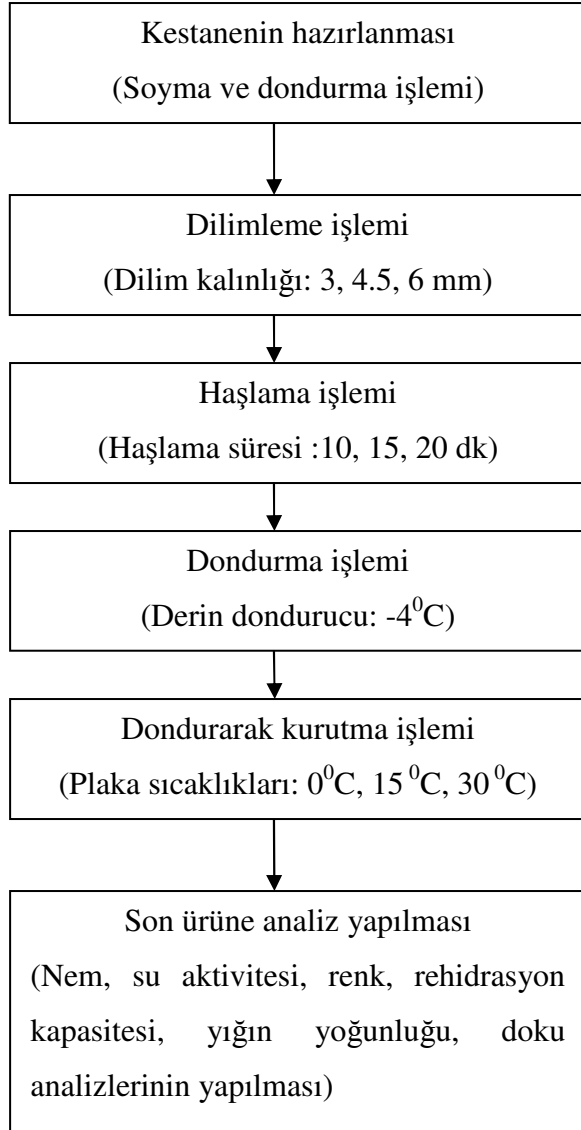 Kestanenin hazırlanması
(Soyma ve dondurma işlemi)
Dilimleme işlemi
(Dilim kalınlığı: 3, 4.5, 6 mm)
Haşlama işlemi
(Haşlama süresi :10, 15, 20 dk)
Dondurma işlemi
(Derin dondurucu: -4⁰C)
Dondurarak kurutma işlemi
(Plaka sıcaklıkları: 0⁰C, 15 ⁰C, 30 ⁰C)
Son ürüne analiz yapılması
(Nem, su aktivitesi, renk, rehidrasyon
kapasitesi, yığın yoğunluğu, doku
analizlerinin yapılması)